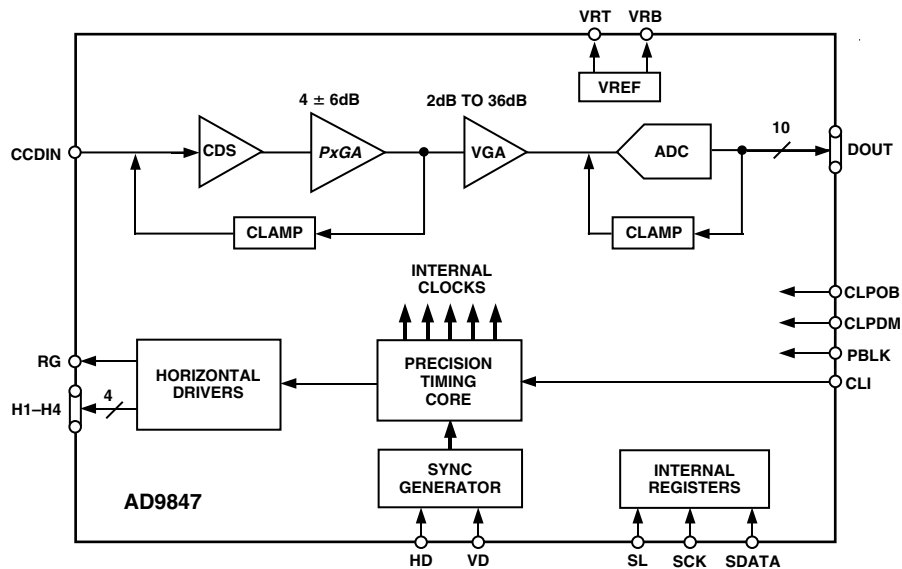 VRT VRB
VREF
4 ± 6dB
2dB TO 36dB
10
CCDIN
CDS
PxGA
VGA
ADC
DOUT
CLAMP
CLAMP
INTERNAL
CLOCKS
CLPOB
CLPDM
PBLK
CLI
RG
H1–H4
4
HORIZONTAL
DRIVERS
PRECISION
TIMING
CORE
SYNC
GENERATOR
INTERNAL
REGISTERS
AD9847
HD VD
SL SCK SDATA